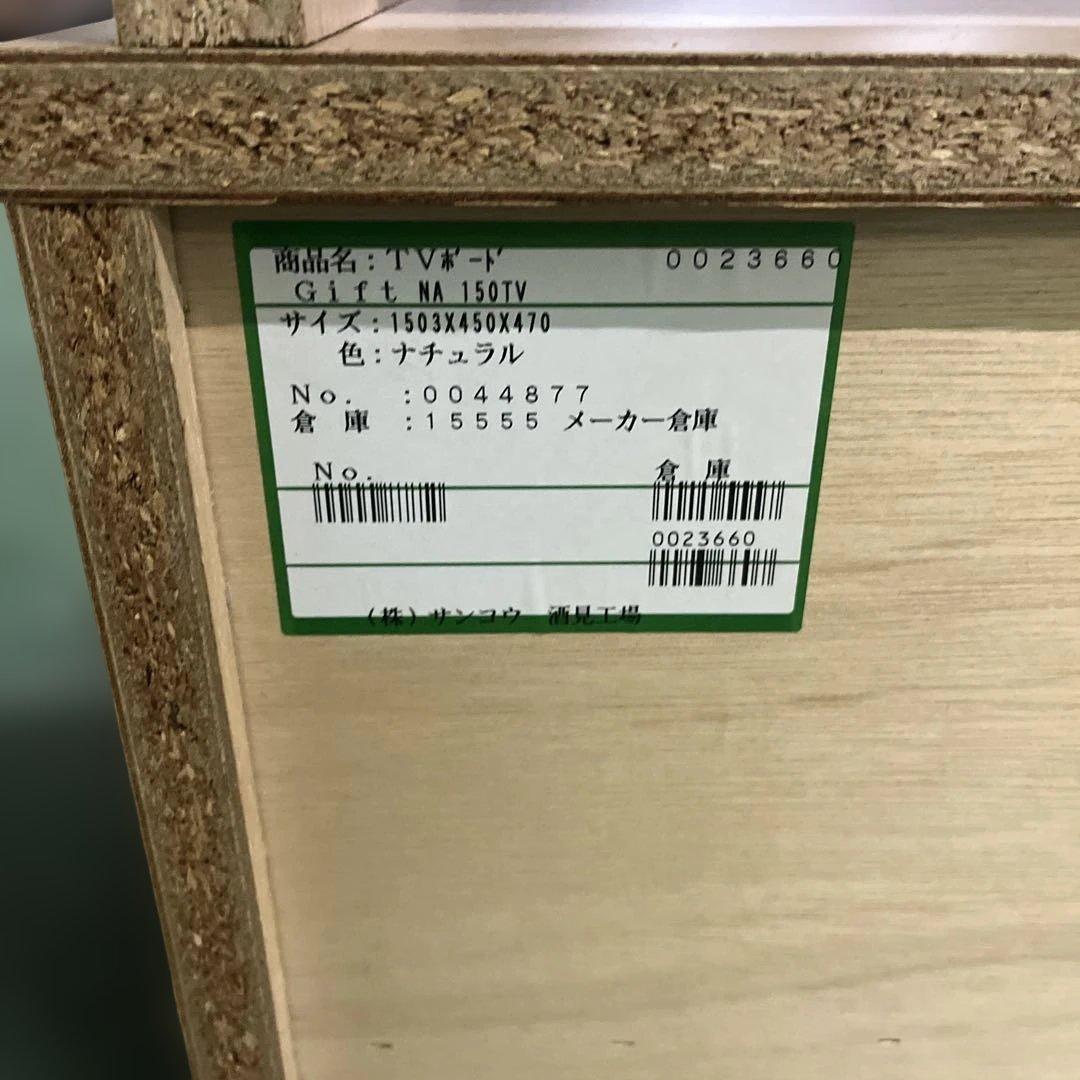 商品名：ＴＶﾎﾞｰﾄﾞ ００２３６６０
Ｇｉｆｔ NA 150TV
サイズ：1503X450X470
色：ナチュラル
Ｎｏ． ：００４４８７７
倉 庫 ：１５５５５ メーカー倉庫
Ｎｏ． 倉 庫
0023660
（株）サンコウ 酒見工場